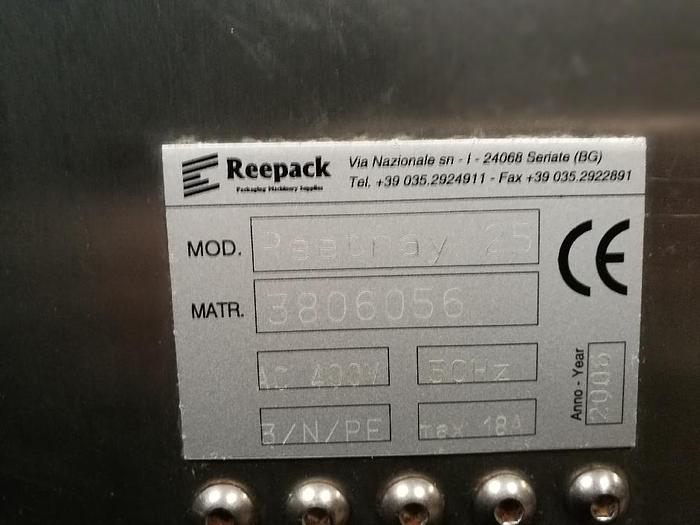 Reepack
Packaging Machinery Supplies
Via Nazionale sn - I - 24068 Seriate (BG)
Tel. +39 035.2924911 - Fax +39 035.2922891
MOD. Reetray 25
MATR. 3806056
AC 400V 50Hz
3/N/PE max 18A
Anno - Year 2006
CE